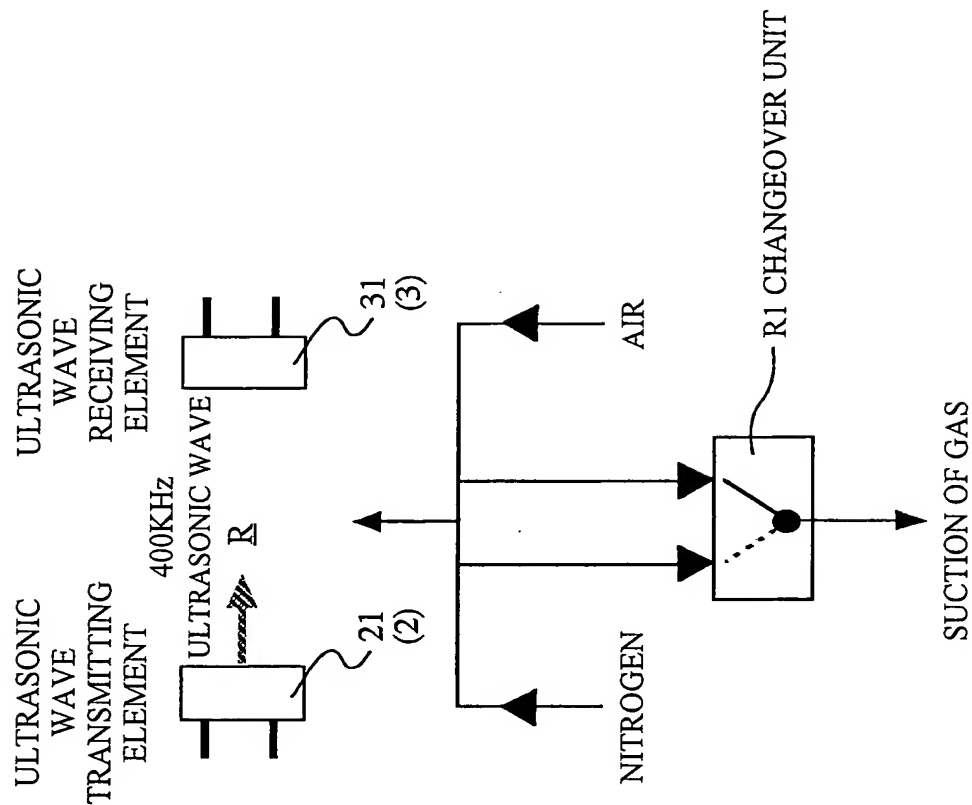 ULTRASONIC
WAVE
TRANSMITTING
ELEMENT
ULTRASONIC
WAVE
RECEIVING
ELEMENT
400KHz
ULTRASONIC WAVE
R
21
(2)
31
(3)
NITROGEN
AIR
R1 CHANGEOVER UNIT
SUCTION OF GAS